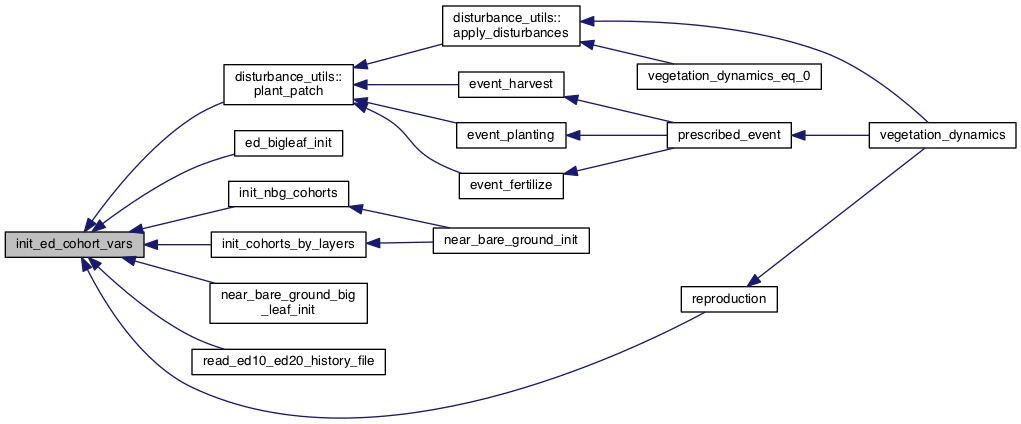 disturbance_utils::
apply_disturbances
vegetation_dynamics_eq_0
disturbance_utils::
plant_patch
event_harvest
event_planting
prescribed_event
vegetation_dynamics
ed_bigleaf_init
event_fertilize
init_nbg_cohorts
init_ed_cohort_vars
init_cohorts_by_layers
near_bare_ground_init
near_bare_ground_big
_leaf_init
reproduction
read_ed10_ed20_history_file